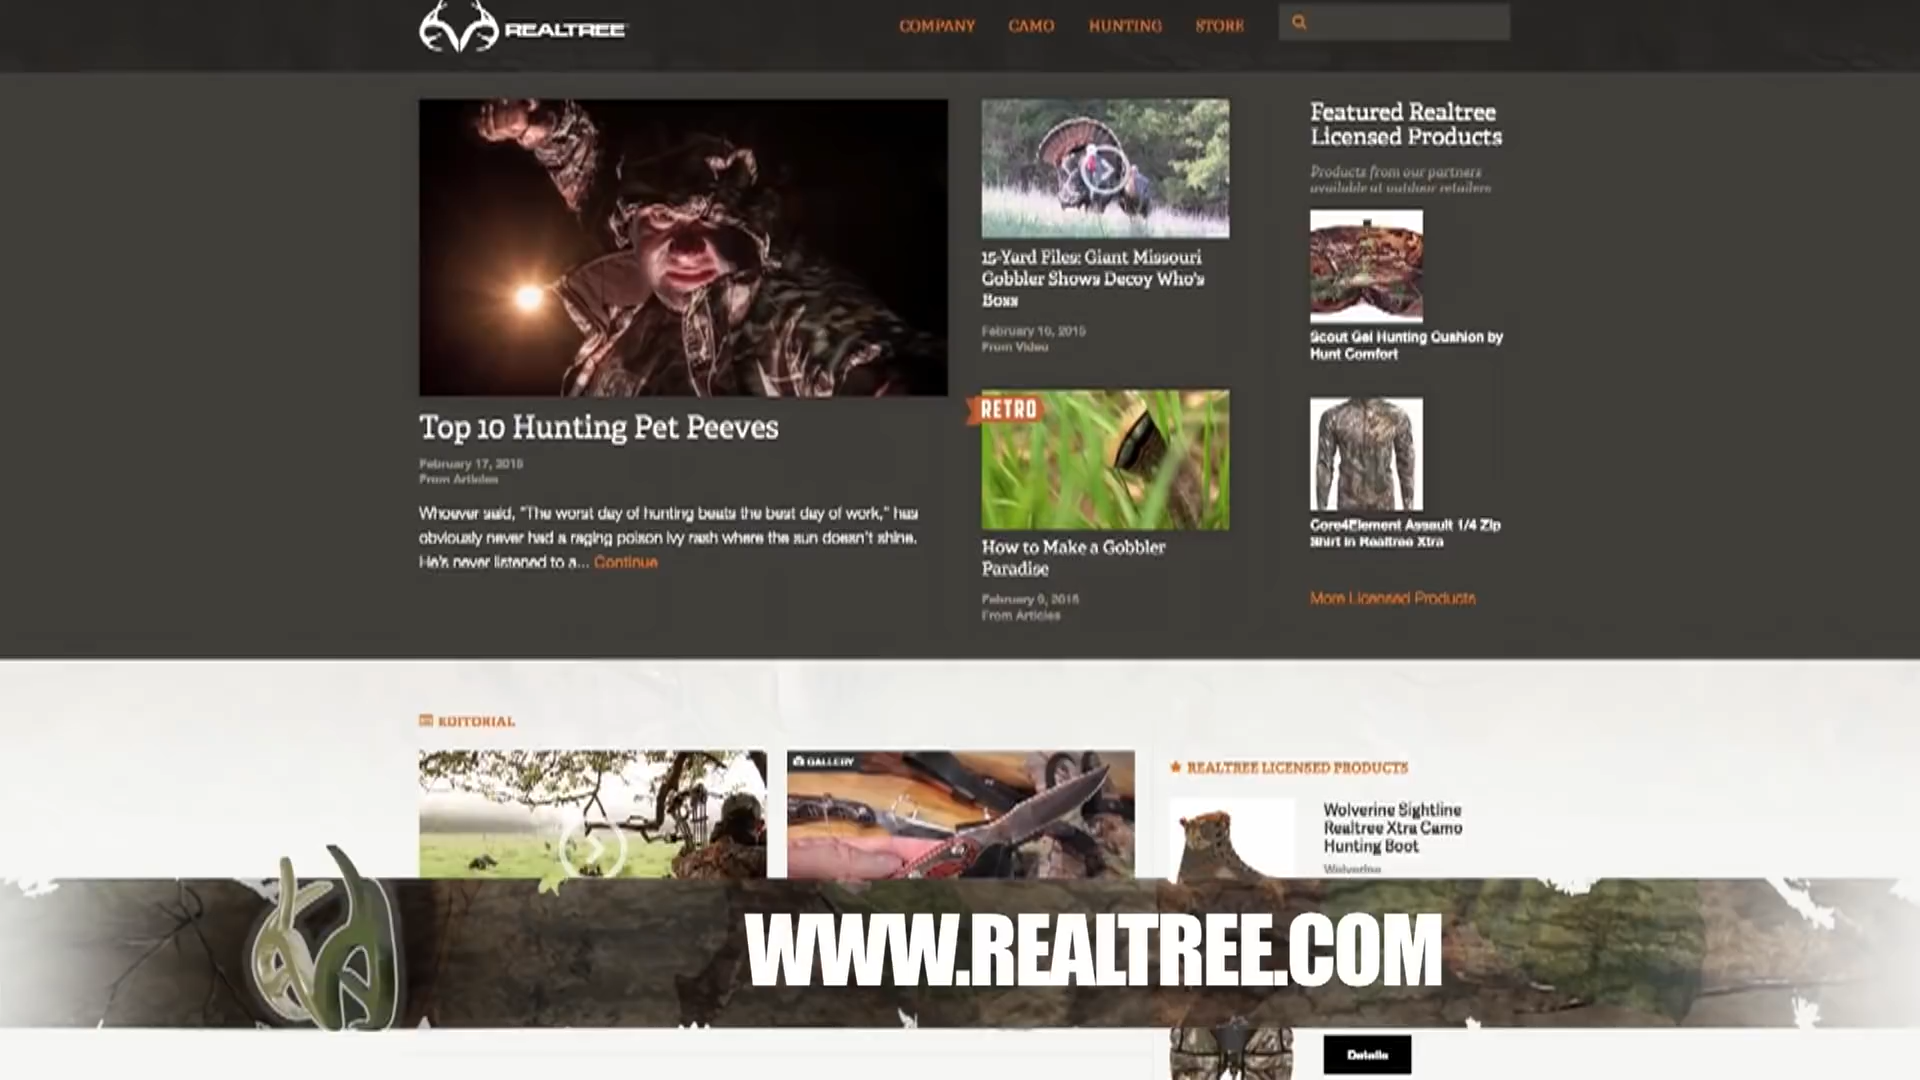 REALTREE
COMPANY
CAMO
HUNTING
STORE
Top 10 Hunting Pet Peeves
February 17, 2015
From Articles
Whoever said, "The worst day of hunting beats the best day of work," has
obviously never had a raging poison ivy rash where the sun doesn't shine.
He's never listened to a... Continue
15-Yard Files: Giant Missouri
Gobbler Shows Decoy Who's
Boss
February 16, 2015
From Video
RETRO
How to Make a Gobbler
Paradise
February 9, 2015
From Articles
Featured Realtree
Licensed Products
Products from our partners
available at outdoor retailers
Scout Gel Hunting Cushion by
Hunt Comfort
Core4Element Assault 1/4 Zip
Shirt in Realtree Xtra
More Licensed Products
EDITORIAL
GALLERY
REALTREE LICENSED PRODUCTS
Wolverine Sightline
Realtree Xtra Camo
Hunting Boot
Wolverine
WWW.REALTREE.COM
Details